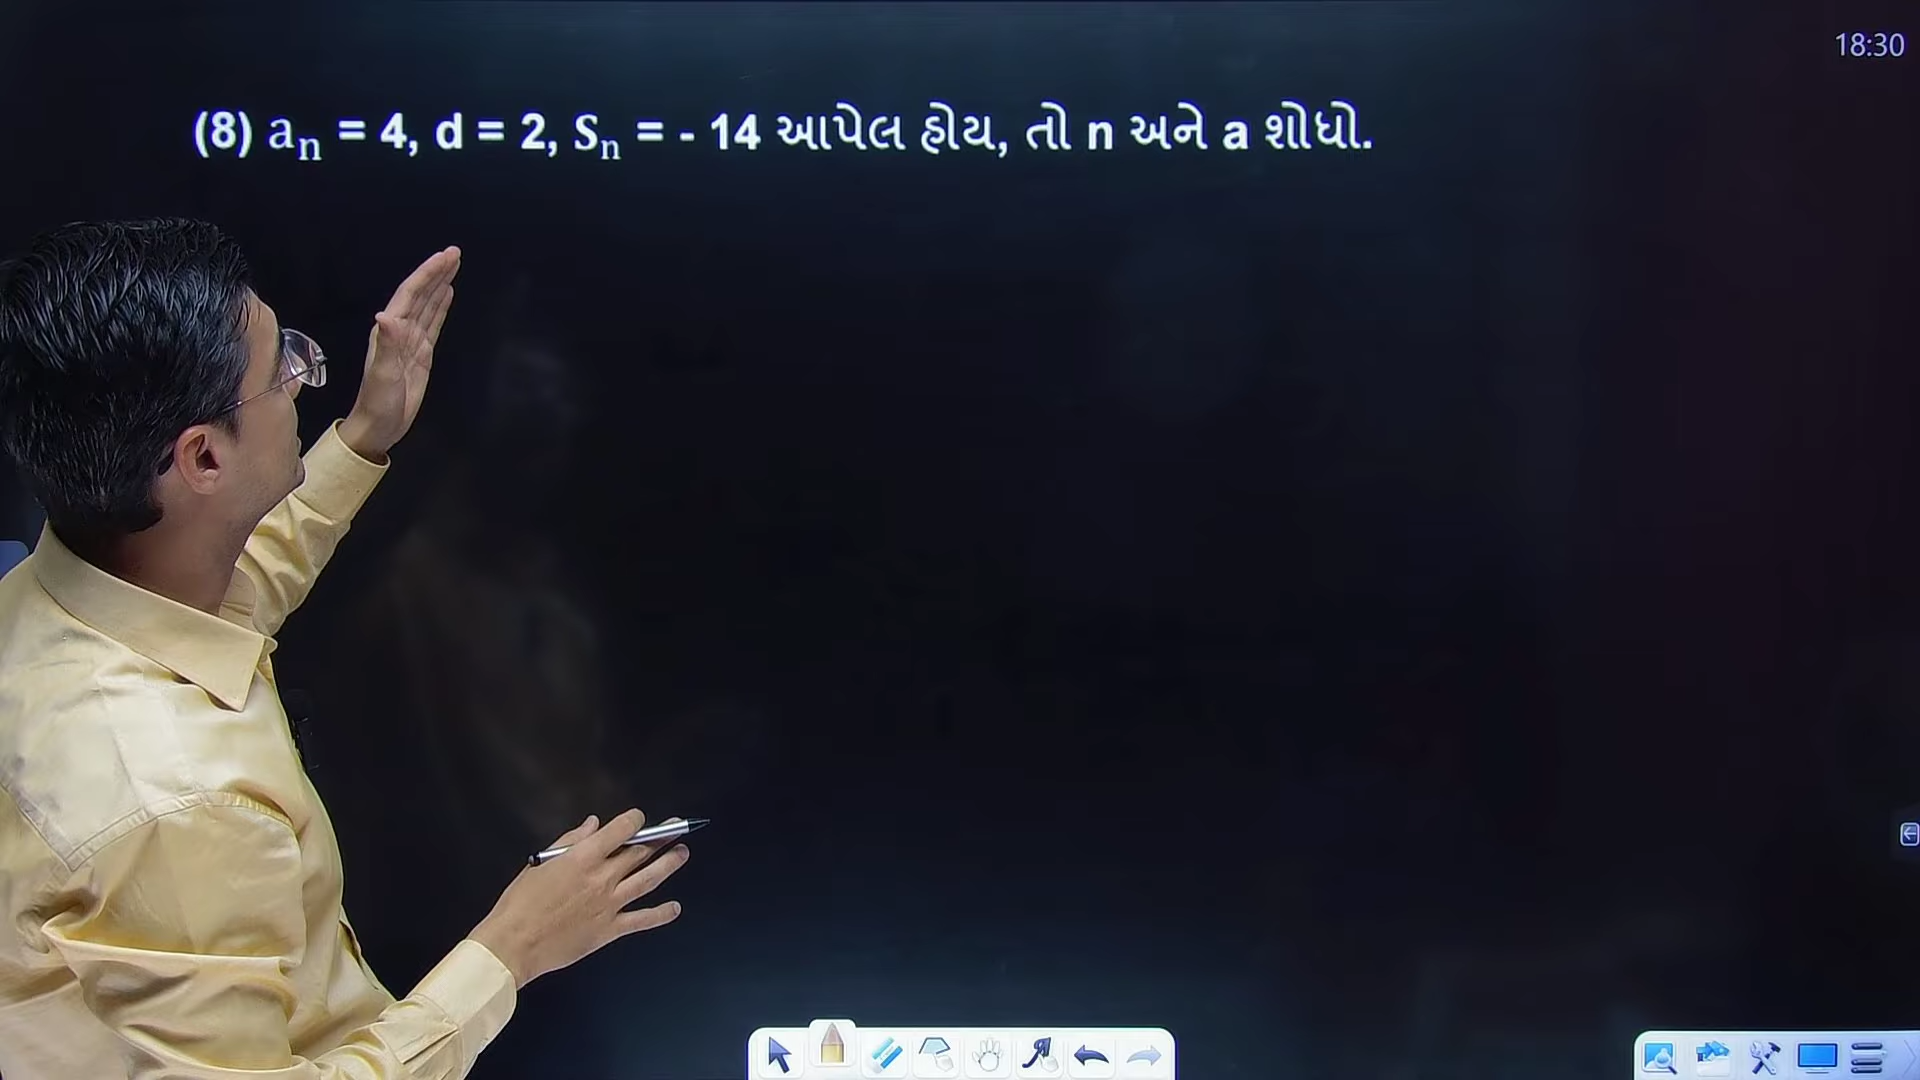 18:30
(8) aₙ = 4, d = 2, Sₙ = - 14 આપેલ હોય, તો n અને a શોધો.